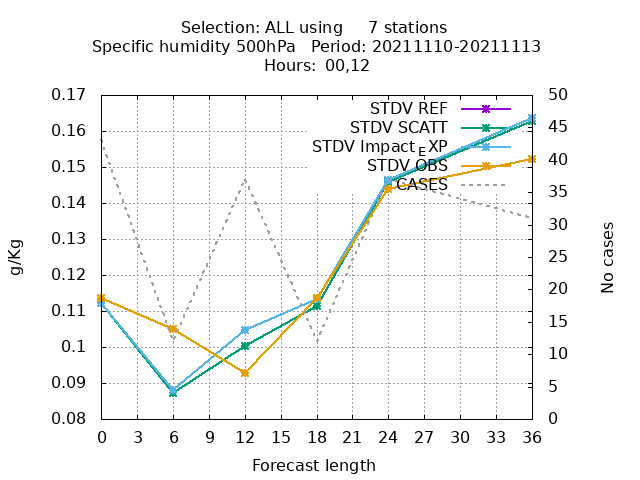 Selection: ALL using     7 stations
Specific humidity 500hPa   Period: 20211110-20211113
Hours: 00,12
STDV REF
STDV SCATT
STDV Impact_EXP
STDV OBS
CASES
g/Kg
No cases
0.17
0.16
0.15
0.14
0.13
0.12
0.11
0.1
0.09
0.08
50
45
40
35
30
25
20
15
10
5
0
0 3 6 9 12 15 18 21 24 27 30 33 36
Forecast length